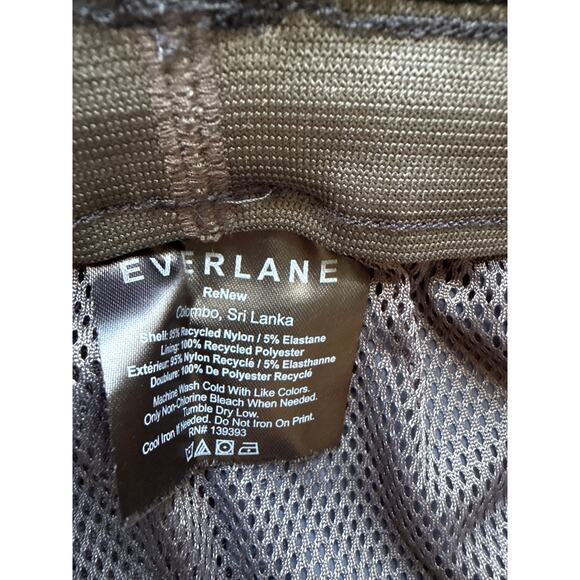 EVERLANE
ReNew
Colombo, Sri Lanka
Shell: 95% Recycled Nylon / 5% Elastane
Lining: 100% Recycled Polyester
Extérieur: 95% Nylon Recyclé / 5% Elasthanne
Doublure: 100% De Polyester Recyclé
Machine Wash Cold With Like Colors.
Only Non-Chlorine Bleach When Needed.
Tumble Dry Low.
Cool Iron If Needed. Do Not Iron On Print.
RN# 139393